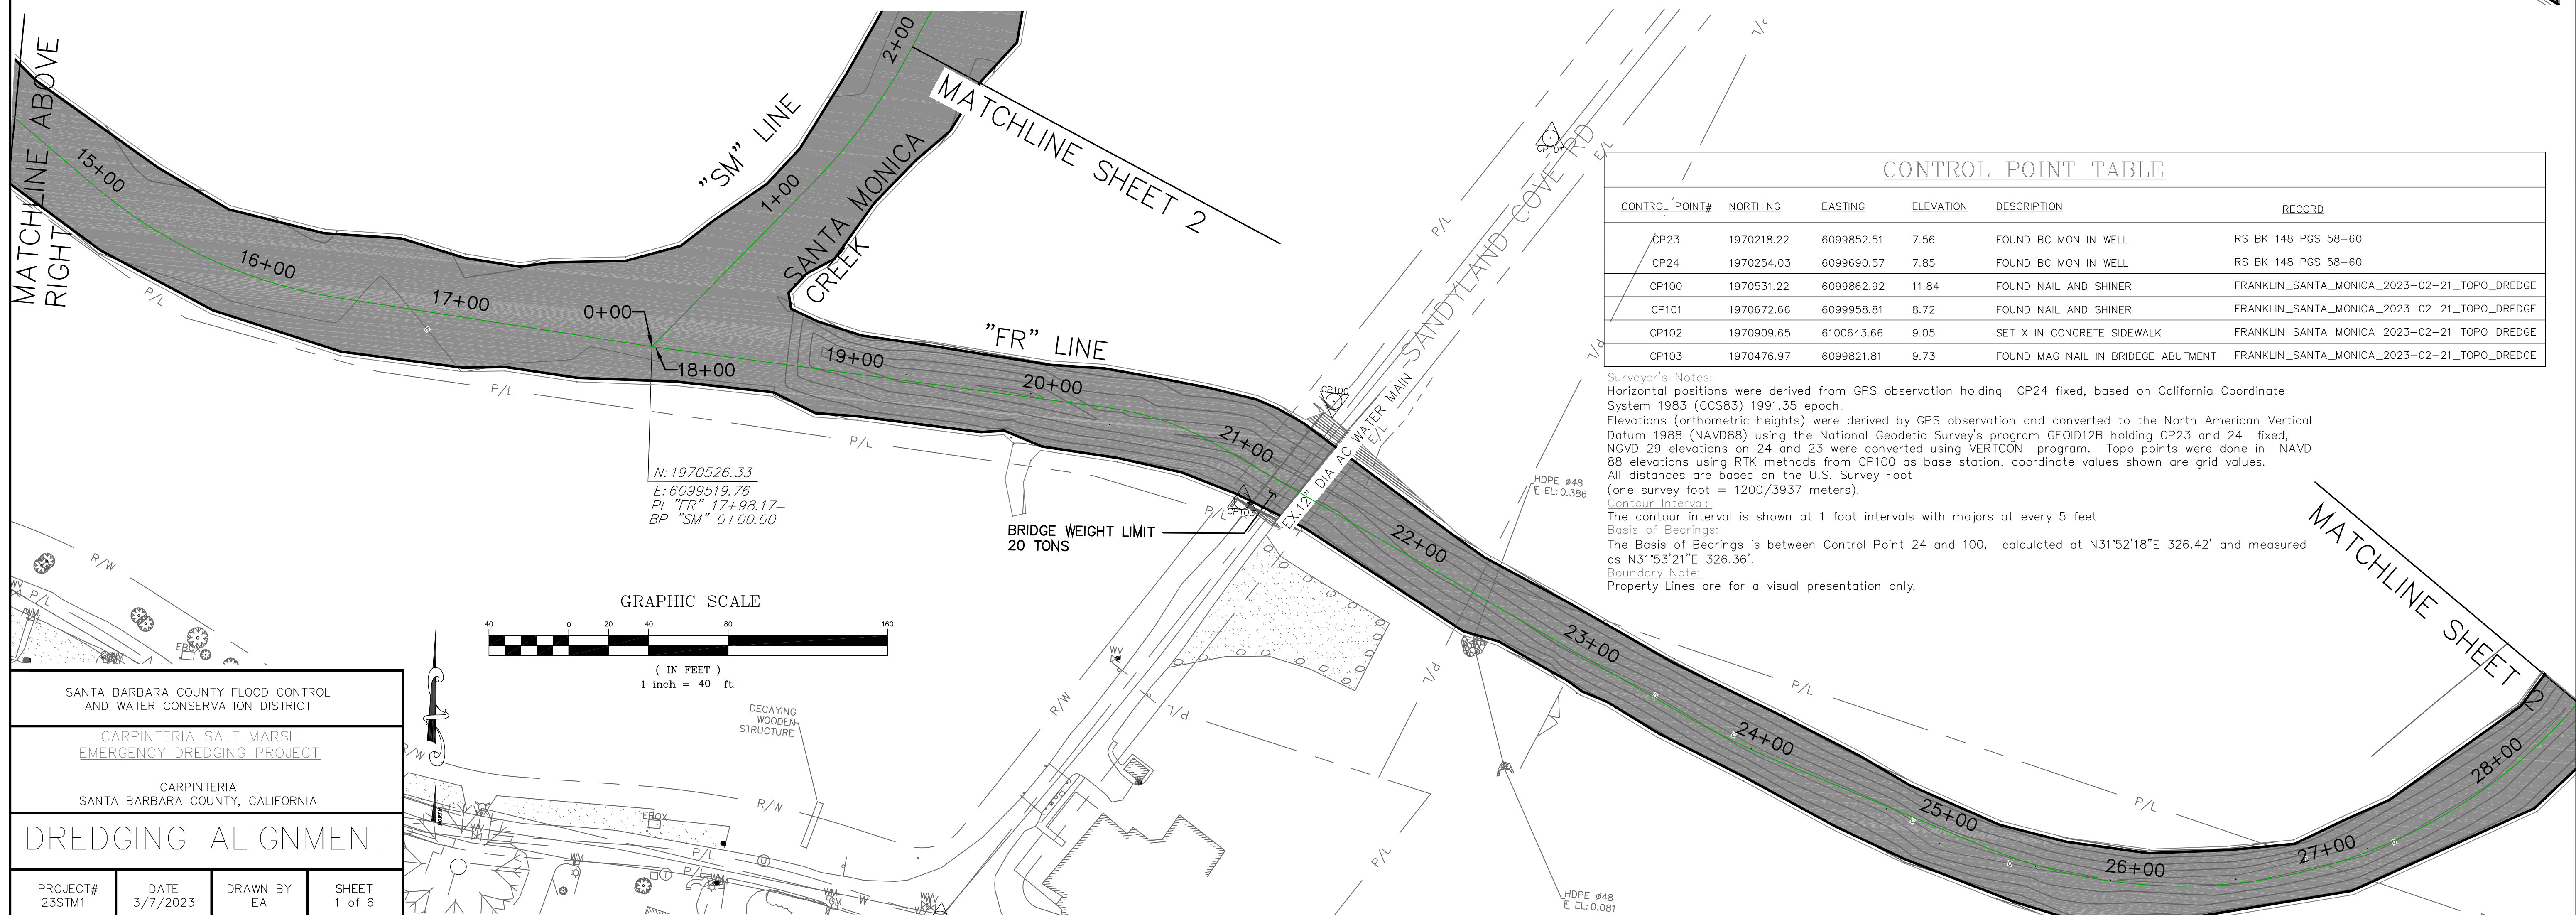 MATCHLINE ABOVE
RIGHT
15+00
16+00
17+00
0+00
18+00
19+00
20+00
21+00
22+00
23+00
24+00
25+00
26+00
27+00
28+00
2+00
1+00
"SM" LINE
SANTA MONICA
CREEK
MATCHLINE SHEET 2
"FR" LINE
SANDYLAND COVE RD
EX.12" DIA AC WATER MAIN
CP101
CP100
CP103
E/L
E/L
P/L
P/L
P/L
P/L
P/L
P/L
P/L
P/L
P/L
P/L
P/L
P/L
P/L
N: 1970526.33
E: 6099519.76
PI "FR" 17+98.17=
BP "SM" 0+00.00
BRIDGE WEIGHT LIMIT
20 TONS
HDPE ø48
EL: 0.386
HDPE ø48
EL: 0.081
MATCHLINE SHEET 2
CONTROL POINT TABLE
CONTROL POINT# NORTHING EASTING ELEVATION DESCRIPTION RECORD
CP23 1970218.22 6099852.51 7.56 FOUND BC MON IN WELL RS BK 148 PGS 58-60
CP24 1970254.03 6099690.57 7.85 FOUND BC MON IN WELL RS BK 148 PGS 58-60
CP100 1970531.22 6099862.92 11.84 FOUND NAIL AND SHINER FRANKLIN_SANTA_MONICA_2023-02-21_TOPO_DREDGE
CP101 1970672.66 6099958.81 8.72 FOUND NAIL AND SHINER FRANKLIN_SANTA_MONICA_2023-02-21_TOPO_DREDGE
CP102 1970909.65 6100643.66 9.05 SET X IN CONCRETE SIDEWALK FRANKLIN_SANTA_MONICA_2023-02-21_TOPO_DREDGE
CP103 1970476.97 6099821.81 9.73 FOUND MAG NAIL IN BRIDEGE ABUTMENT FRANKLIN_SANTA_MONICA_2023-02-21_TOPO_DREDGE
Surveyor's Notes:
Horizontal positions were derived from GPS observation holding CP24 fixed, based on California Coordinate
System 1983 (CCS83) 1991.35 epoch.
Elevations (orthometric heights) were derived by GPS observation and converted to the North American Vertical
Datum 1988 (NAVD88) using the National Geodetic Survey's program GEOID12B holding CP23 and 24 fixed,
NGVD 29 elevations on 24 and 23 were converted using VERTCON program. Topo points were done in NAVD
88 elevations using RTK methods from CP100 as base station, coordinate values shown are grid values.
All distances are based on the U.S. Survey Foot
(one survey foot = 1200/3937 meters).
Contour Interval:
The contour interval is shown at 1 foot intervals with majors at every 5 feet
Basis of Bearings:
The Basis of Bearings is between Control Point 24 and 100, calculated at N31°52'18"E 326.42' and measured
as N31°53'21"E 326.36'.
Boundary Note:
Property Lines are for a visual presentation only.
GRAPHIC SCALE
40 0 20 40 80 160
( IN FEET )
1 inch = 40 ft.
DECAYING
WOODEN
STRUCTURE
R/W
R/W
R/W
R/W
WV
WM
EBOX
EBOX
WV
WM
WM
WM
SM
WV
WV
W
SANTA BARBARA COUNTY FLOOD CONTROL
AND WATER CONSERVATION DISTRICT
CARPINTERIA SALT MARSH
EMERGENCY DREDGING PROJECT
CARPINTERIA
SANTA BARBARA COUNTY, CALIFORNIA
DREDGING ALIGNMENT
PROJECT# DATE DRAWN BY SHEET
23STM1 3/7/2023 EA 1 of 6